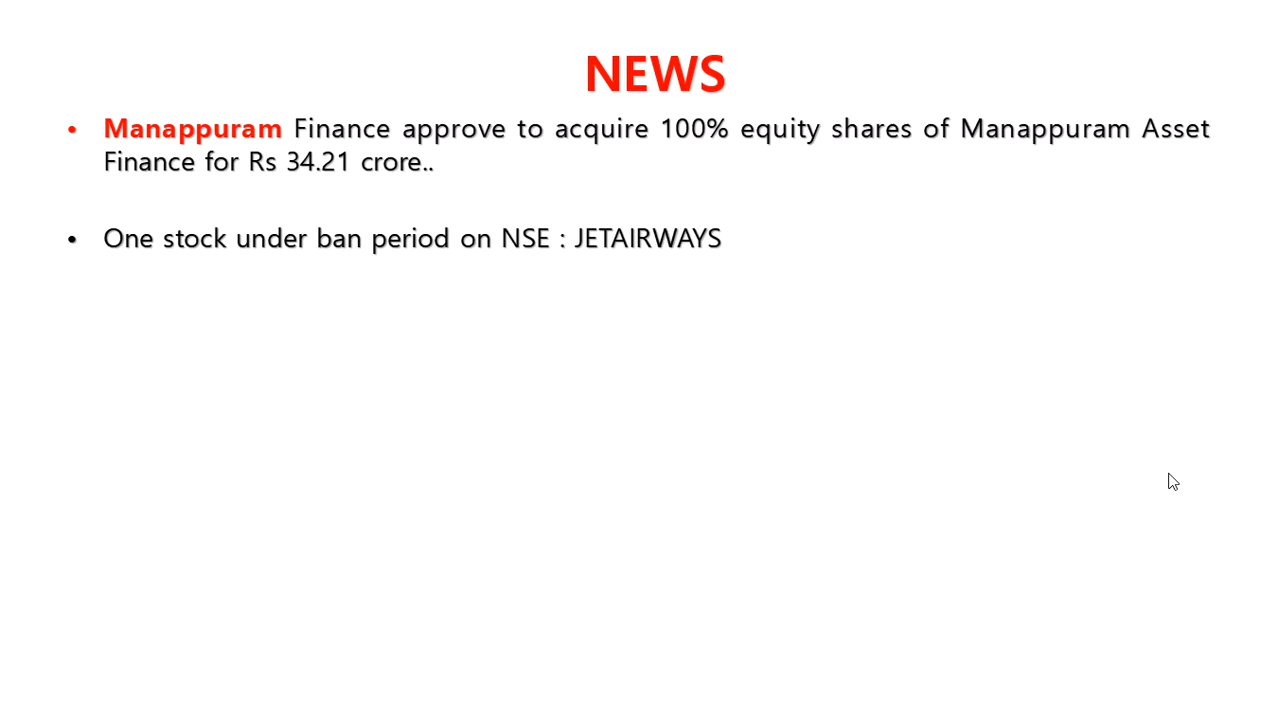 NEWS
• Manappuram Finance approve to acquire 100% equity shares of Manappuram Asset
Finance for Rs 34.21 crore..
• One stock under ban period on NSE : JETAIRWAYS